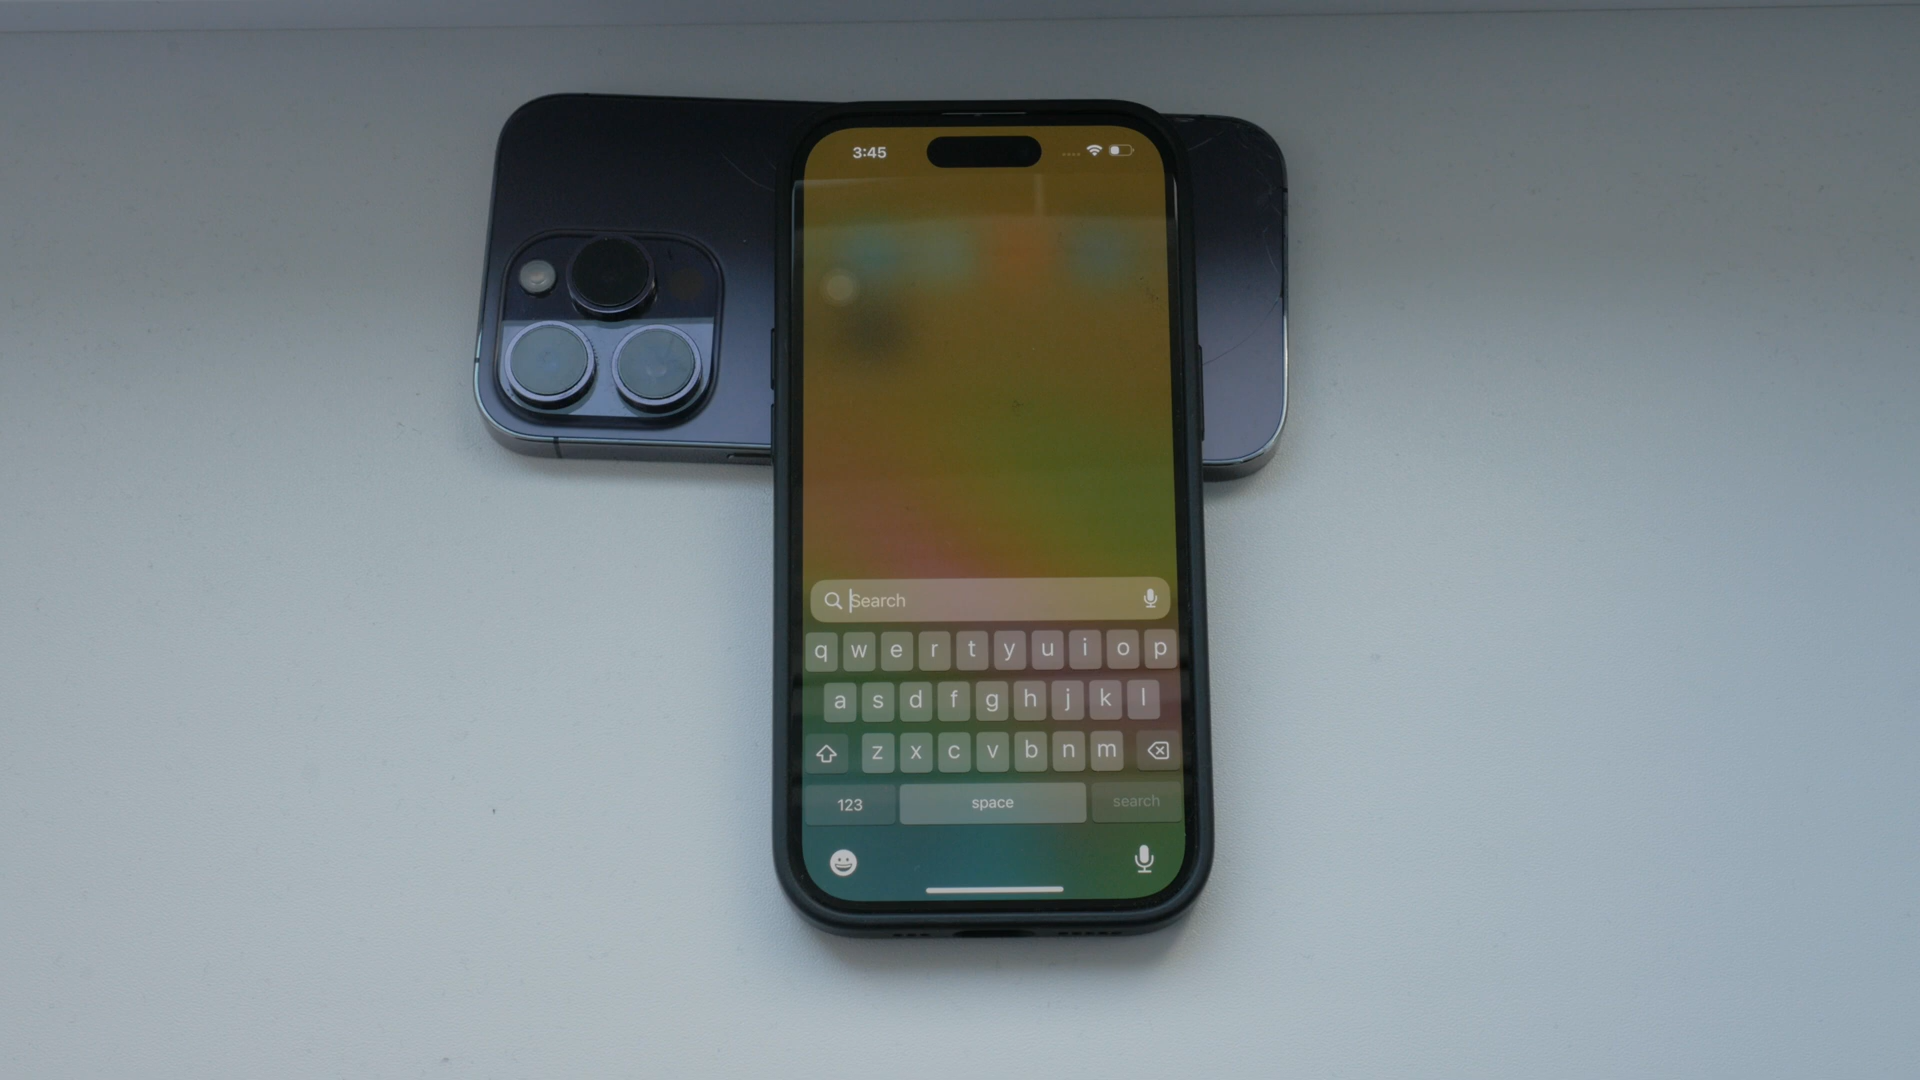 3:45
Search
q w e r t y u i o p
a s d f g h j k l
z x c v b n m
123 space search